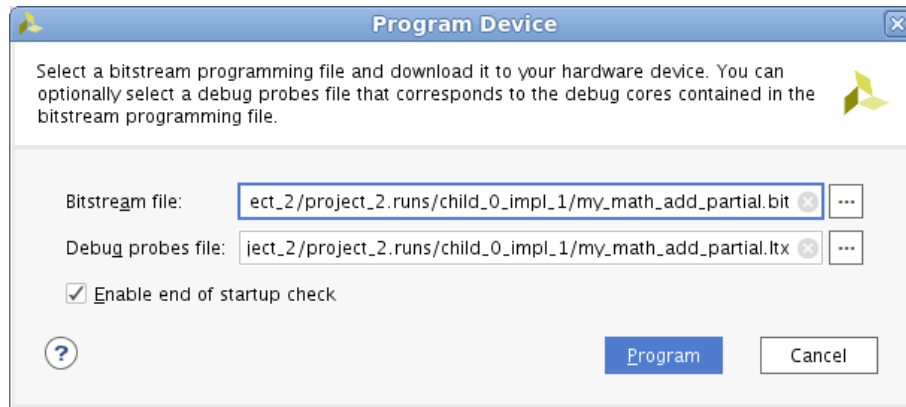 Program Device
Select a bitstream programming file and download it to your hardware device. You can
optionally select a debug probes file that corresponds to the debug cores contained in the
bitstream programming file.
Bitstream file: ect_2/project_2.runs/child_0_impl_1/my_math_add_partial.bit ...
Debug probes file: ject_2/project_2.runs/child_0_impl_1/my_math_add_partial.ltx ...
Enable end of startup check
? Program Cancel